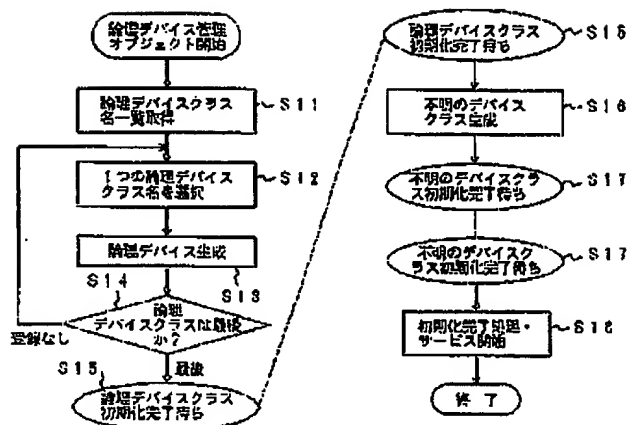 論理デバイス管理
オブジェクト開始
論理デバイスクラス
名一覧取得
S11
1つの論理デバイス
クラス名を選択
S12
論理デバイス生成
S13
S14
論理
デバイスクラスは最後
か?
登録なし
最後
S15
論理デバイスクラス
初期化完了待ち
論理デバイスクラス
初期化完了待ち
S15
不明のデバイス
クラス生成
S16
不明のデバイスクラ
ス初期化完了待ち
S17
不明のデバイスク
ラス初期化完了待ち
S17
初期化完了処理・
サービス開始
S18
終了